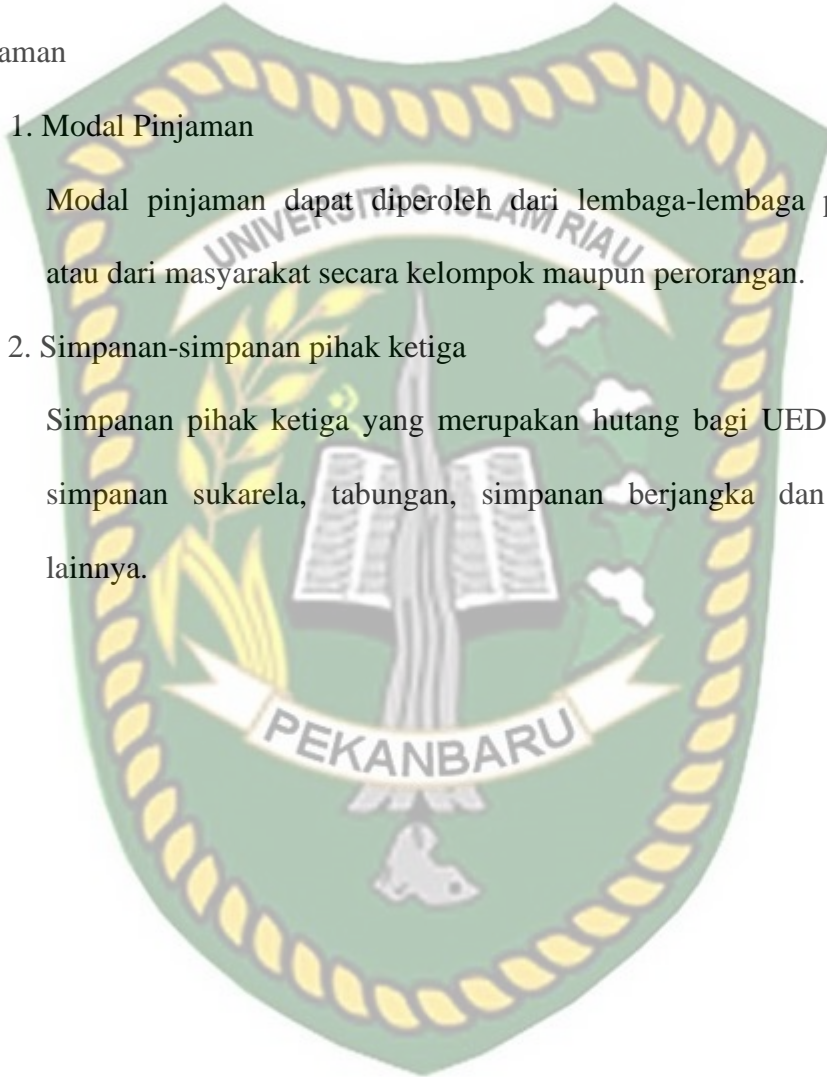 aman
1. Modal Pinjaman
Modal pinjaman dapat diperoleh dari lembaga-lembaga p
UNIVERSITAS ISLAM RIAU
atau dari masyarakat secara kelompok maupun perorangan.
2. Simpanan-simpanan pihak ketiga
Simpanan pihak ketiga yang merupakan hutang bagi UED
simpanan sukarela, tabungan, simpanan berjangka dan
lainnya.
PEKANBARU